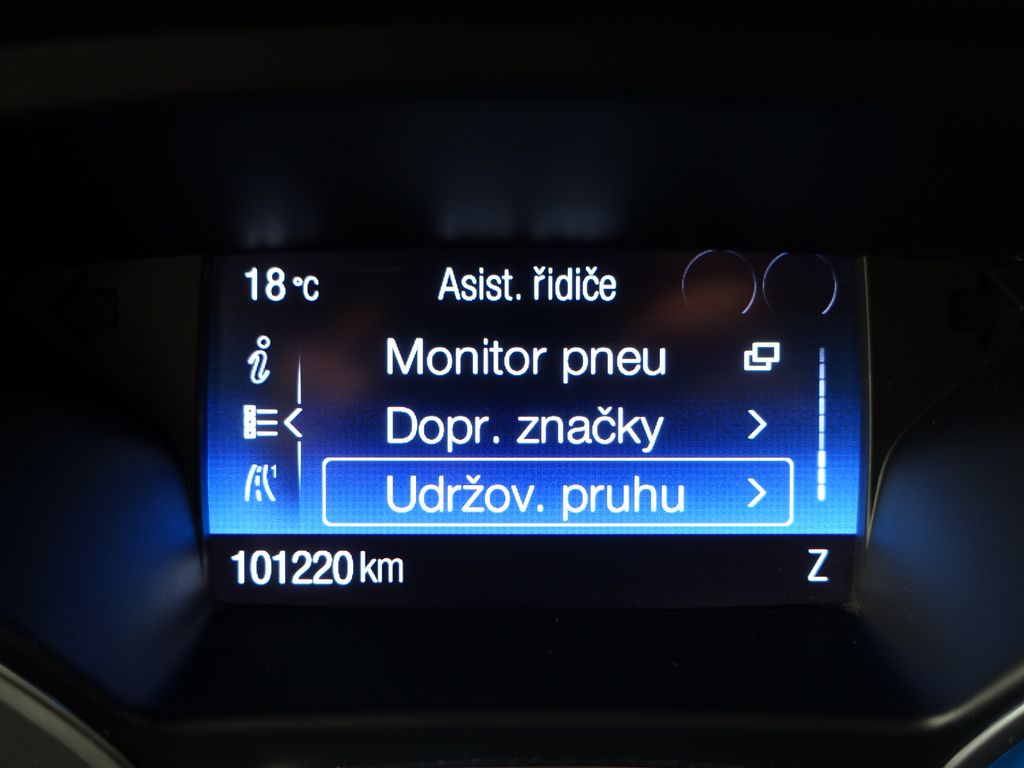 18 °C Asist. řidiče
Monitor pneu
Dopr. značky
Udržov. pruhu
101220 km Z